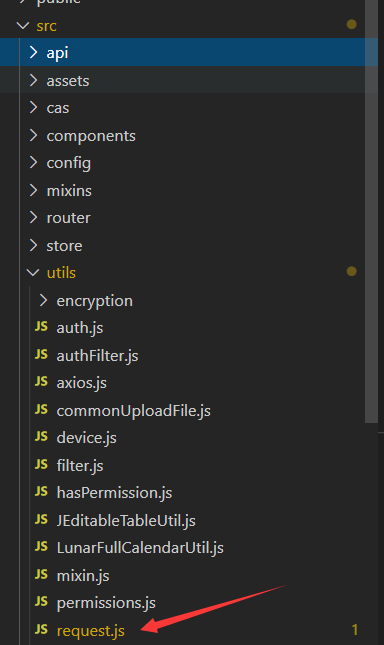 public
src
api
assets
cas
components
config
mixins
router
store
utils
encryption
JS auth.js
JS authFilter.js
JS axios.js
JS commonUploadFile.js
JS device.js
JS filter.js
JS hasPermission.js
JS JEditableTableUtil.js
JS LunarFullCalendarUtil.js
JS mixin.js
JS permissions.js
JS request.js 1